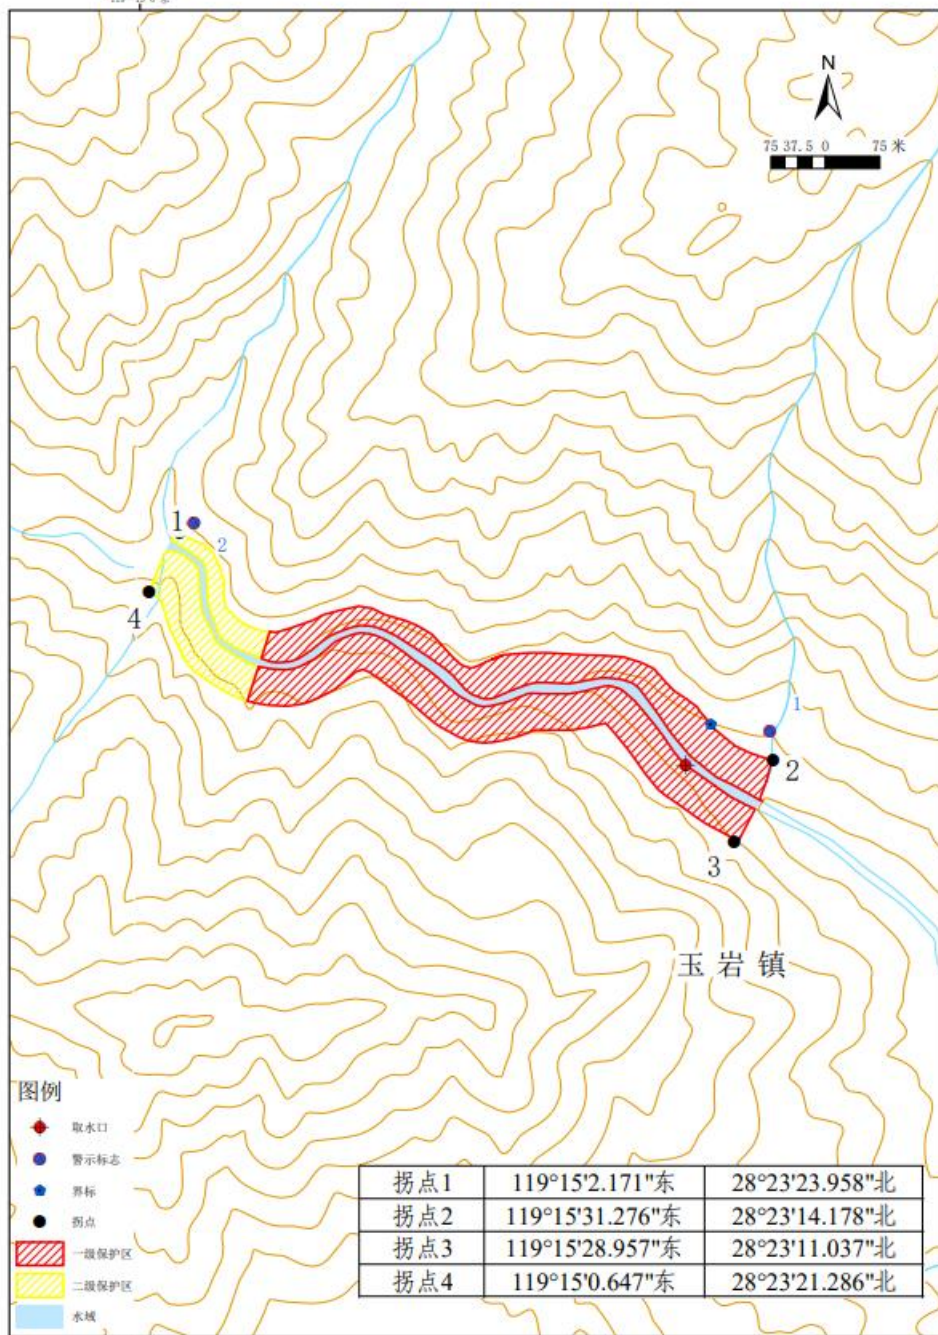 N
75 37.5 0 75 米
1
2
4
1
2
3
玉岩镇
图例
取水口
警示标志
界标
拐点
一级保护区
二级保护区
水域
拐点1 119°15'2.171"东 28°23'23.958"北
拐点2 119°15'31.276"东 28°23'14.178"北
拐点3 119°15'28.957"东 28°23'11.037"北
拐点4 119°15'0.647"东 28°23'21.286"北